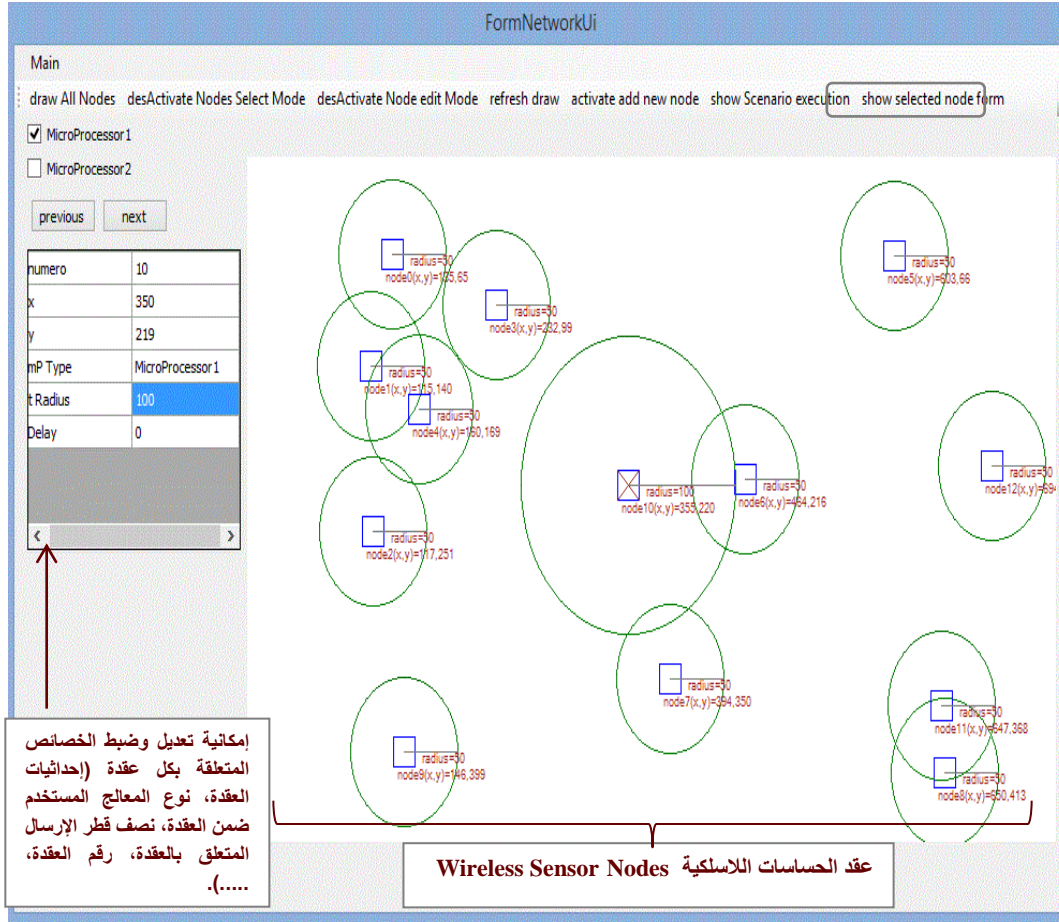 FormNetworkUi
Main
draw All Nodes desActivate Nodes Select Mode desActivate Node edit Mode refresh draw activate add new node show Scenario execution show selected node form
MicroProcessor1
MicroProcessor2
previous next
numero 10
x 350
y 219
mP Type MicroProcessor1
t Radius 100
Delay 0
radius=50
node0(x,y)=135,65
radius=50
node5(x,y)=603,66
radius=50
node3(x,y)=232,99
radius=50
node1(x,y)=115,140
radius=50
node4(x,y)=160,169
radius=50
node12(x,y)=694
radius=100
node10(x,y)=355,220
radius=50
node6(x,y)=464,216
radius=50
node2(x,y)=117,251
radius=50
node7(x,y)=394,350
radius=50
node11(x,y)=647,368
radius=50
node9(x,y)=146,399
radius=50
node8(x,y)=650,413
إمكانية تعديل وضبط الخصائص
المتعلقة بكل عقدة (إحداثيات
العقدة، نوع المعالج المستخدم
ضمن العقدة، نصف قطر الإرسال
المتعلق بالعقدة، رقم العقدة،
.....).
عقد الحساسات اللاسلكية Wireless Sensor Nodes